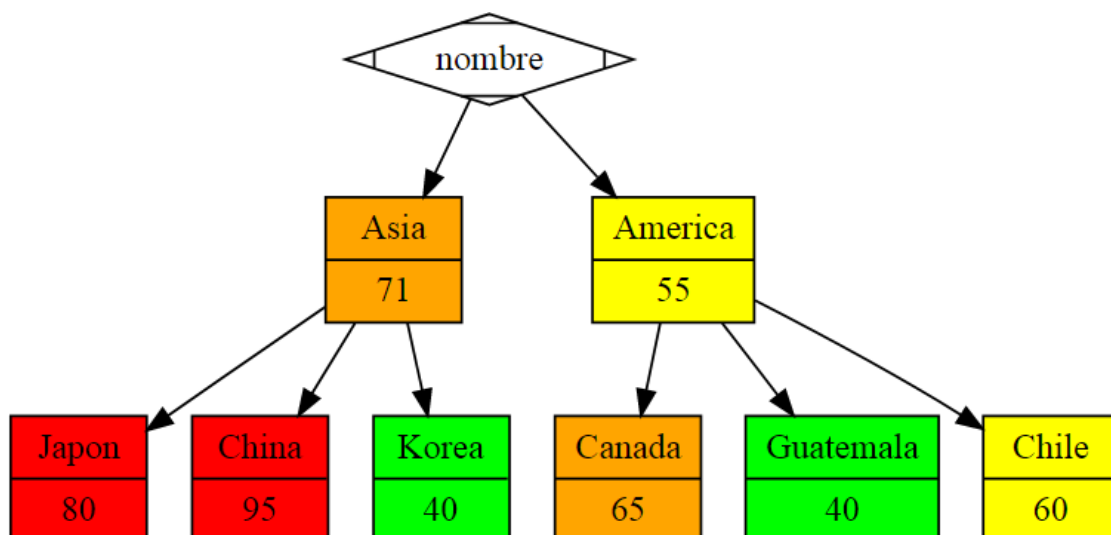 nombre
Asia
71
America
55
Japon
80
China
95
Korea
40
Canada
65
Guatemala
40
Chile
60